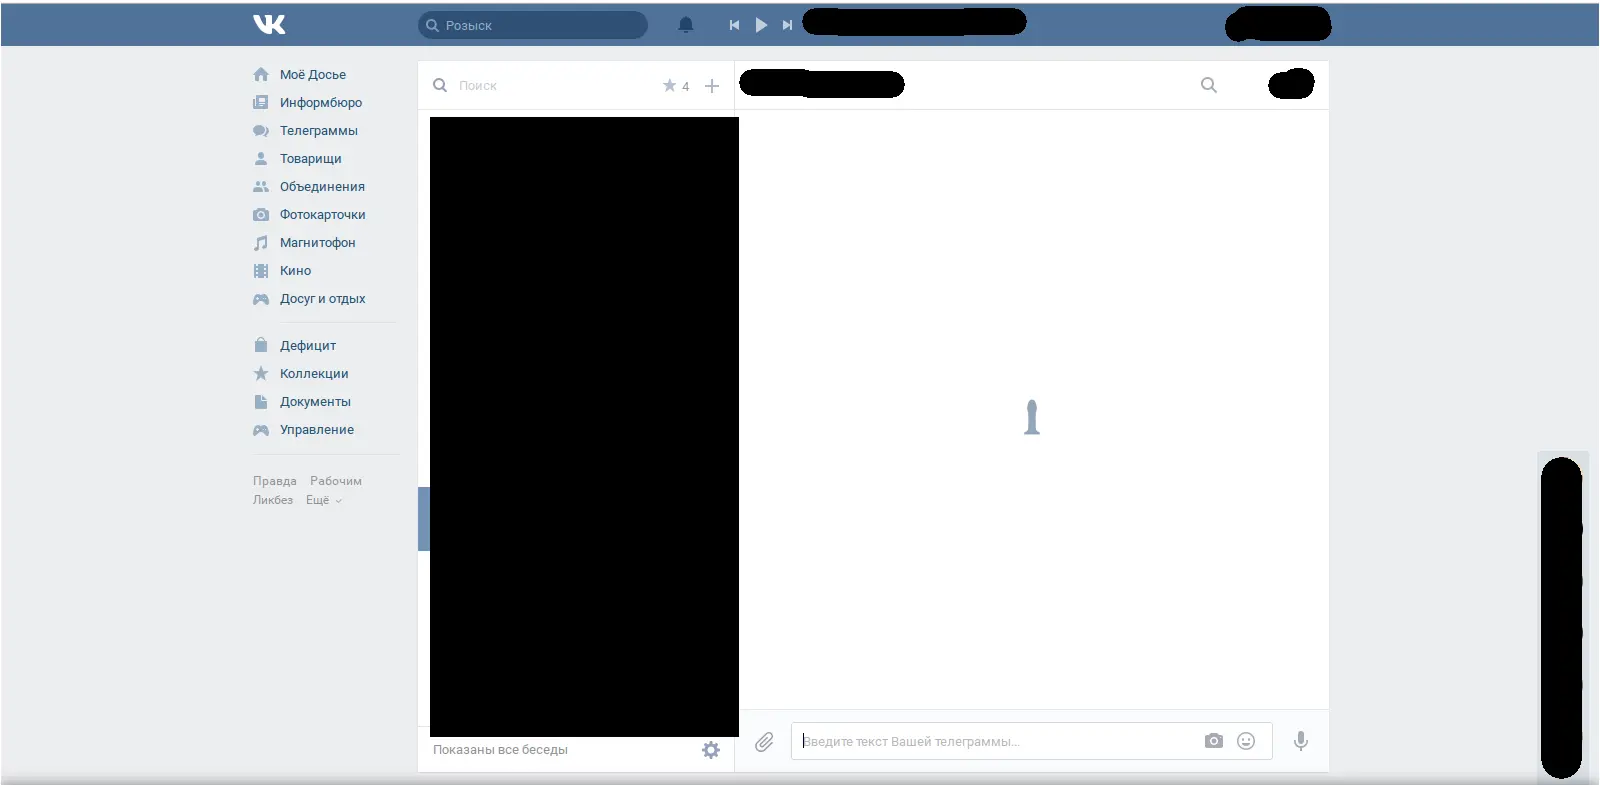 VK
Розыск
Моё Досье
Информбюро
Телеграммы
Товарищи
Объединения
Фотокарточки
Магнитофон
Кино
Досуг и отдых
Дефицит
Коллекции
Документы
Управление
Правда Рабочим
Ликбез Ещё
Поиск 4
Показаны все беседы
Введите текст Вашей телеграммы...